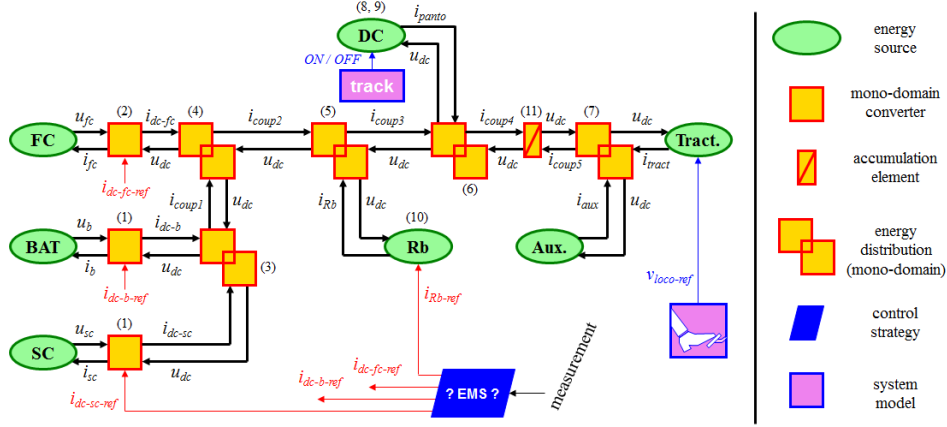 (8, 9)
i_panto
DC
u_dc
ON / OFF
track
energy
source
(2)
(4)
(5)
(11)
(7)
u_fc
i_dc-fc
i_coup2
i_coup3
i_coup4
u_dc
u_dc
mono-domain
converter
FC
Tract.
i_fc
u_dc
u_dc
u_dc
u_dc
i_coup5
i_tract
(6)
i_dc-fc-ref
accumulation
element
i_coup1
u_dc
i_Rb
u_dc
i_aux
u_dc
(1)
(10)
u_b
i_dc-b
BAT
Rb
Aux.
energy
distribution
(mono-domain)
i_b
u_dc
(3)
v_loco-ref
i_dc-b-ref
i_Rb-ref
(1)
u_sc
i_dc-sc
control
strategy
SC
i_sc
u_dc
measurement
i_dc-fc-ref
i_dc-b-ref
? EMS ?
i_dc-sc-ref
system
model